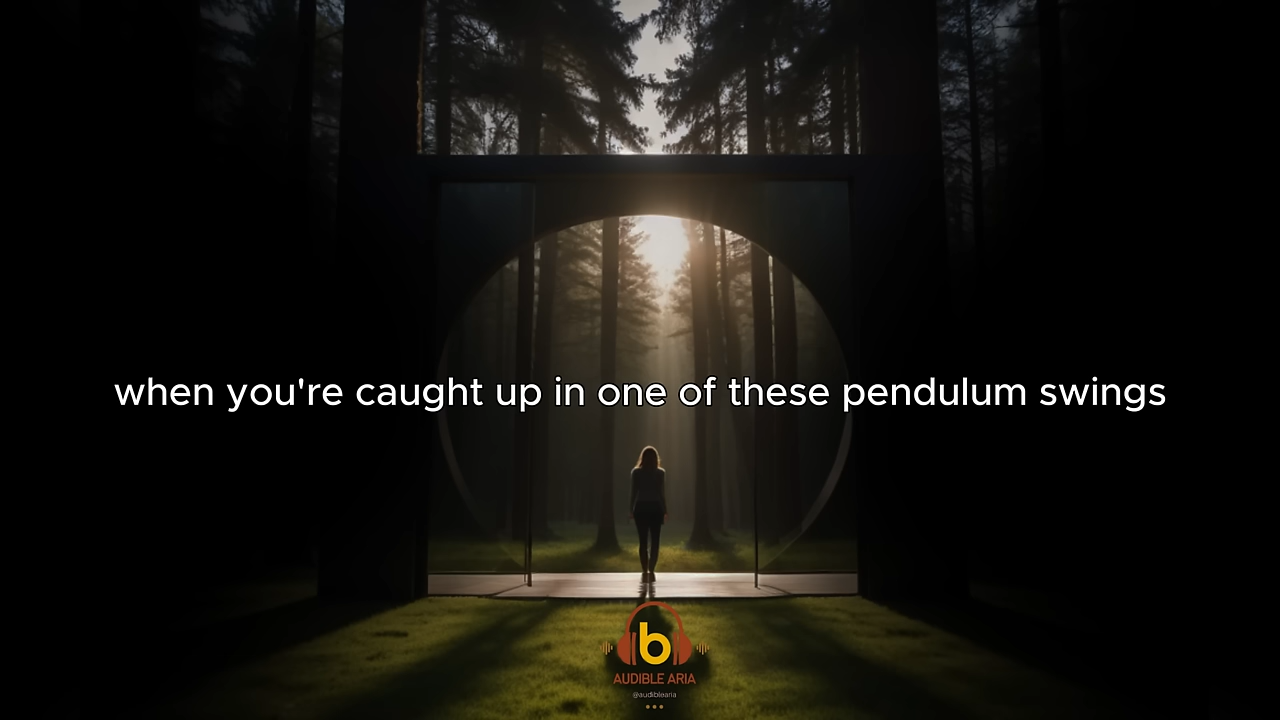 when you're caught up in one of these pendulum swings
b
AUDIBLE ARIA
@audiblearia